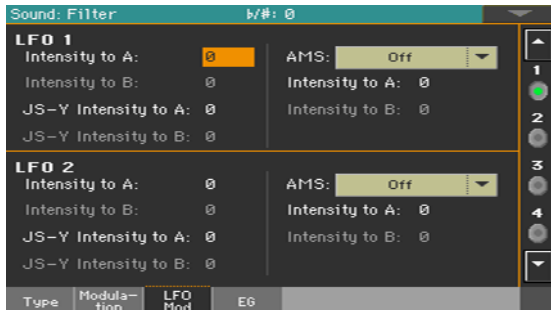 Sound: Filter ♭/#: 0
LFO 1
Intensity to A: 0 AMS: Off
Intensity to B: 0 Intensity to A: 0
JS-Y Intensity to A: 0 Intensity to B: 0
JS-Y Intensity to B: 0
LFO 2
Intensity to A: 0 AMS: Off
Intensity to B: 0 Intensity to A: 0
JS-Y Intensity to A: 0 Intensity to B: 0
JS-Y Intensity to B: 0
1
2
3
4
Type
Modula-
tion
LFO
Mod
EG